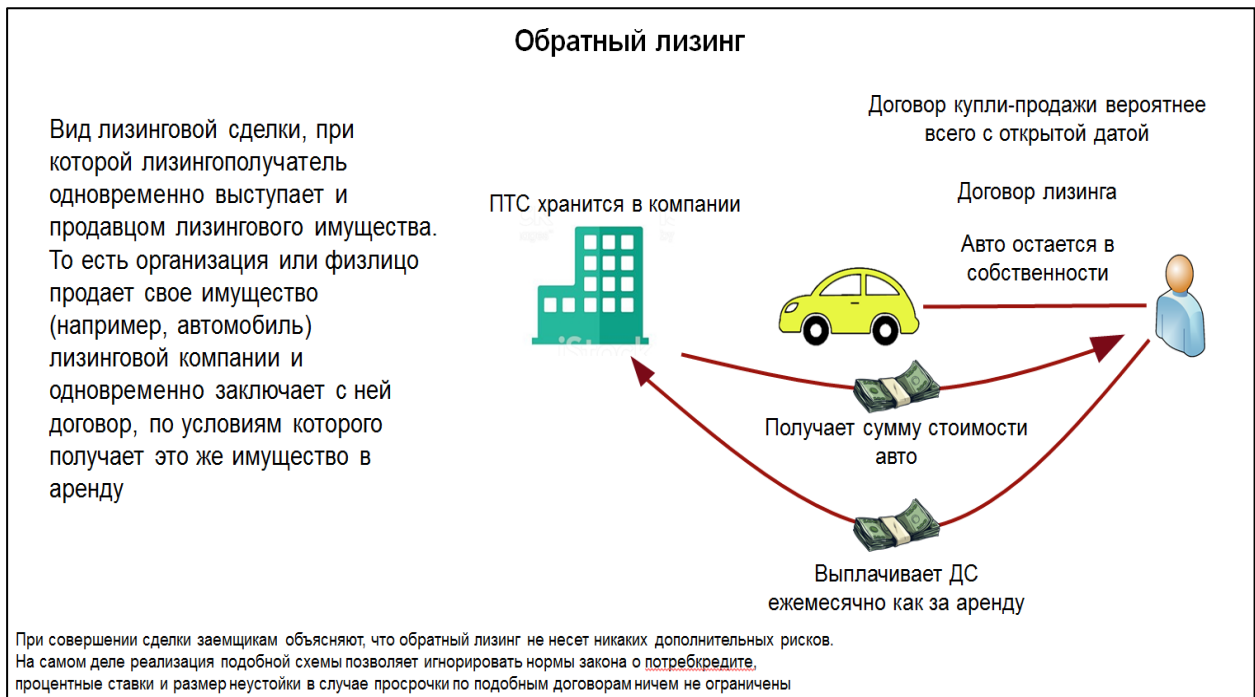 Обратный лизинг
Вид лизинговой сделки, при
которой лизингополучатель
одновременно выступает и
продавцом лизингового имущества.
То есть организация или физлицо
продает свое имущество
(например, автомобиль)
лизинговой компании и
одновременно заключает с ней
договор, по условиям которого
получает это же имущество в
аренду
Договор купли-продажи вероятнее
всего с открытой датой
Договор лизинга
ПТС хранится в компании
Авто остается в
собственности
Получает сумму стоимости
авто
Выплачивает ДС
ежемесячно как за аренду
При совершении сделки заемщикам объясняют, что обратный лизинг не несет никаких дополнительных рисков.
На самом деле реализация подобной схемы позволяет игнорировать нормы закона о потребкредите,
процентные ставки и размер неустойки в случае просрочки по подобным договорам ничем не ограничены